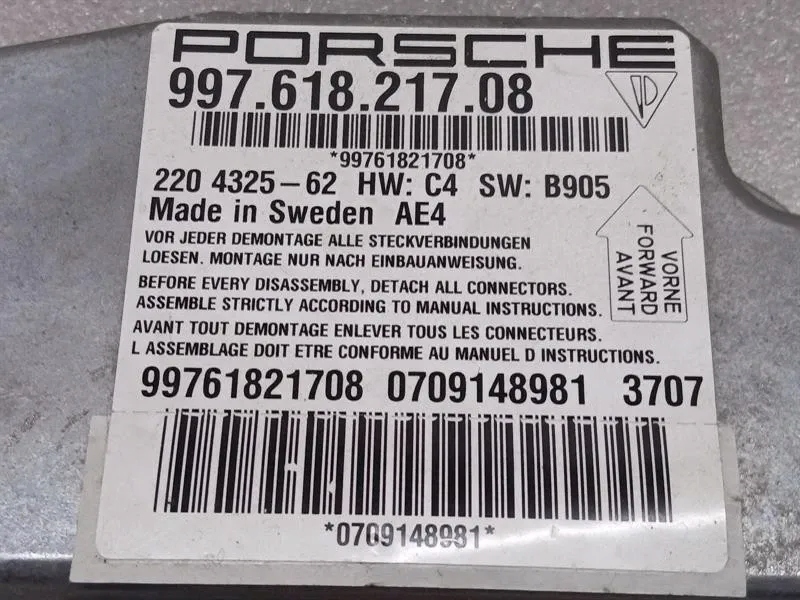 PORSCHE
997.618.217.08
*99761821708*
220 4325-62 HW: C4 SW: B905
Made in Sweden AE4
VOR JEDER DEMONTAGE ALLE STECKVERBINDUNGEN
LOESEN. MONTAGE NUR NACH EINBAUANWEISUNG.
BEFORE EVERY DISASSEMBLY, DETACH ALL CONNECTORS.
ASSEMBLE STRICTLY ACCORDING TO MANUAL INSTRUCTIONS.
AVANT TOUT DEMONTAGE ENLEVER TOUS LES CONNECTEURS.
L ASSEMBLAGE DOIT ETRE CONFORME AU MANUEL D INSTRUCTIONS.
VORNE
FORWARD
AVANT
99761821708 0709148981 3707
*0709148981*